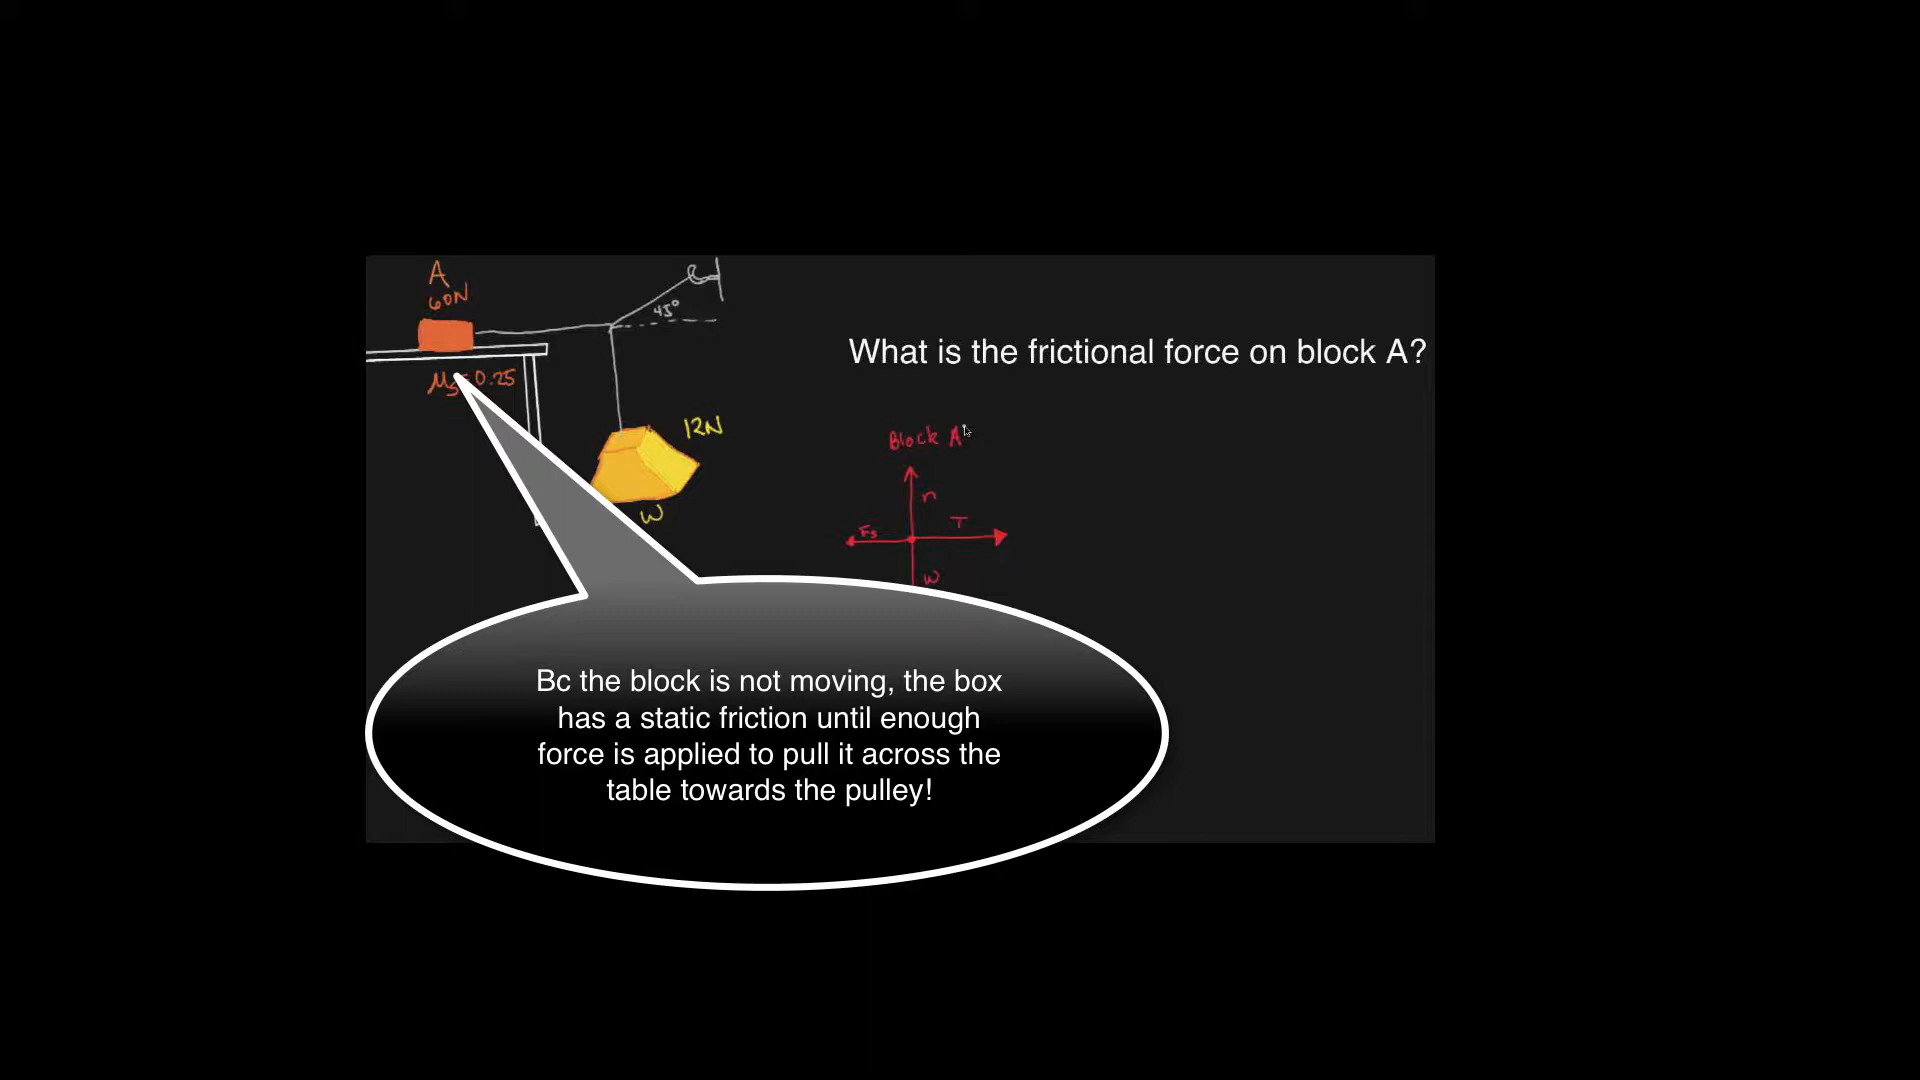 A
60N
45°
What is the frictional force on block A?
μs=0.25
12N
Block A
n
T
Fs
W
w
Bc the block is not moving, the box
has a static friction until enough
force is applied to pull it across the
table towards the pulley!